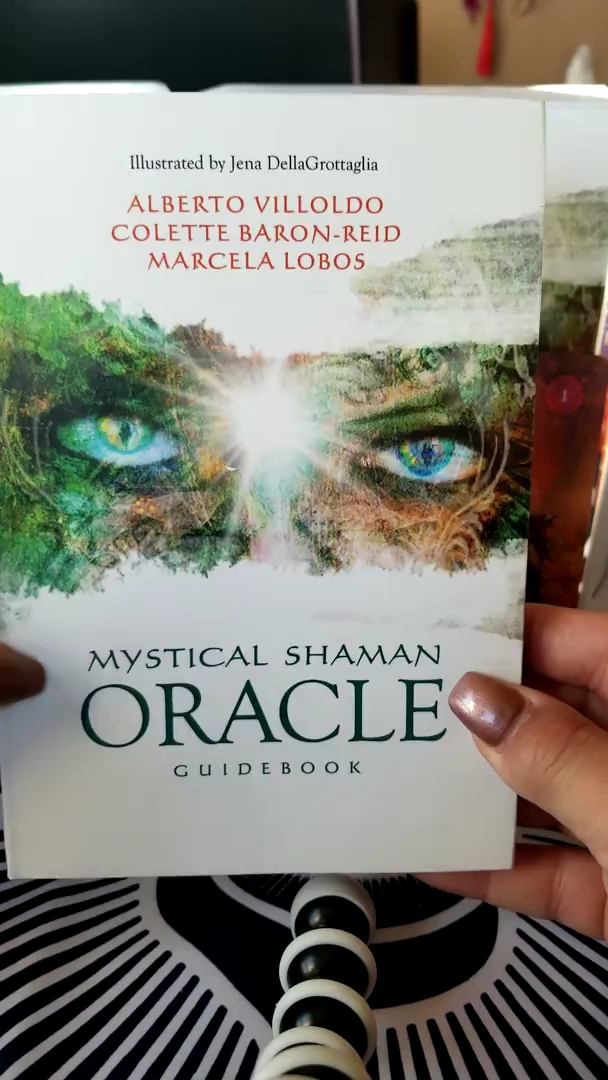 Illustrated by Jena DellaGrottaglia
ALBERTO VILLOLDO
COLETTE BARON-REID
MARCELA LOBOS
MYSTICAL SHAMAN
ORACLE
GUIDEBOOK
I